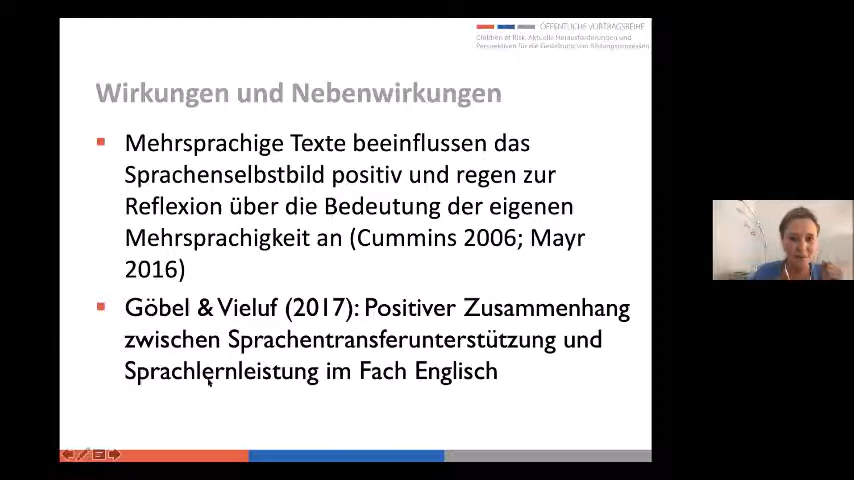 ÖFFENTLICHE VORTRAGSREIHE
Children at Risk. Aktuelle Herausforderungen und
Perspektiven für die Gestaltung von Bildungsprozessen
Wirkungen und Nebenwirkungen
Mehrsprachige Texte beeinflussen das
Sprachenselbstbild positiv und regen zur
Reflexion über die Bedeutung der eigenen
Mehrsprachigkeit an (Cummins 2006; Mayr
2016)
Göbel & Vieluf (2017): Positiver Zusammenhang
zwischen Sprachentransferunterstützung und
Sprachlernleistung im Fach Englisch